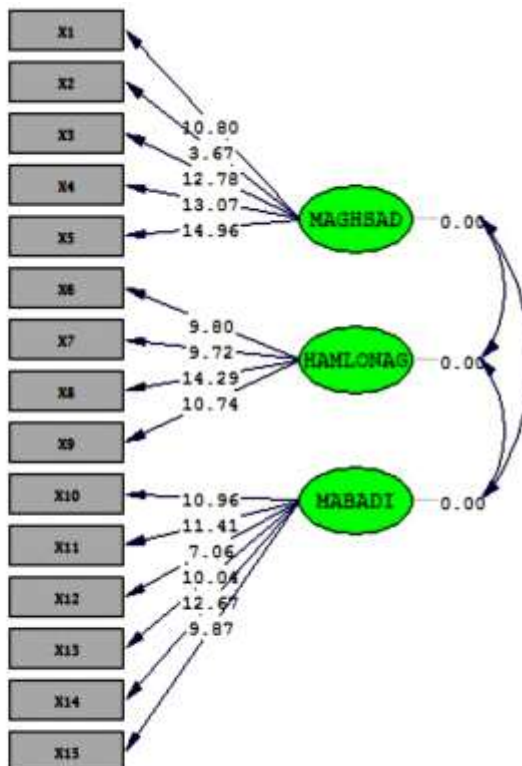 X1
X2
X3
X4
X5
X6
X7
X8
X9
X10
X11
X12
X13
X14
X15
10.80
3.67
12.78
13.07
14.96
9.80
9.72
14.29
10.74
10.96
11.41
7.06
10.04
12.67
9.87
MAGHSAD
HAMLONAG
MABADI
0.00
0.00
0.00